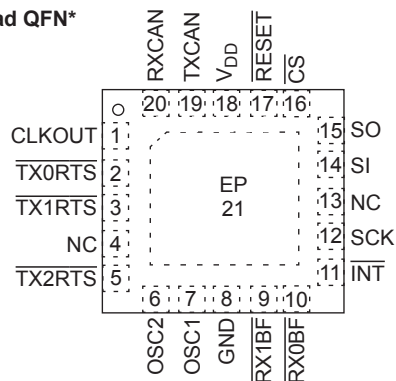 ad QFN*
RXCAN
TXCAN
VDD
RESET
CS
20 19 18 17 16
CLKOUT 1
TX0RTS 2
TX1RTS 3
NC 4
TX2RTS 5
EP
21
15 SO
14 SI
13 NC
12 SCK
11 INT
6 7 8 9 10
OSC2
OSC1
GND
RX1BF
RX0BF